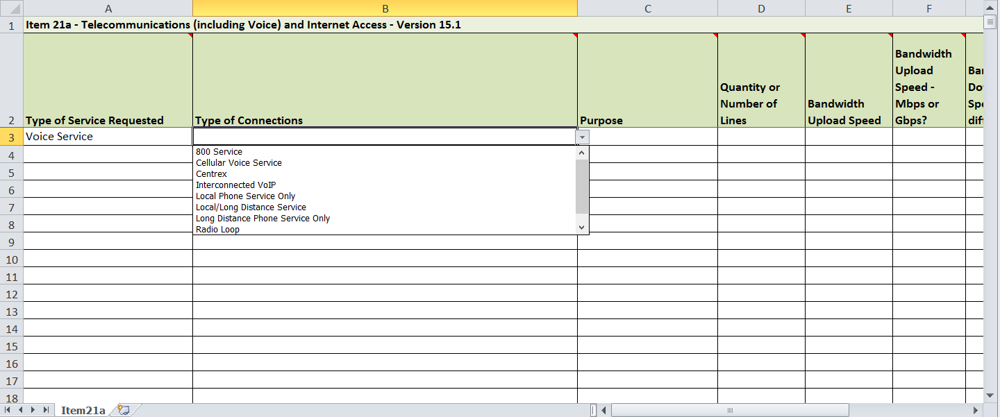 A B C D E F
1 Item 21a - Telecommunications (including Voice) and Internet Access - Version 15.1
Bandwidth
Upload
Quantity or Speed -
Number of Bandwidth Mbps or
2 Type of Service Requested Type of Connections Purpose Lines Upload Speed Gbps?
3 Voice Service
4 800 Service
Cellular Voice Service
5 Centrex
6 Interconnected VoIP
Local Phone Service Only
7 Local/Long Distance Service
8 Long Distance Phone Service Only
Radio Loop
9
10
11
12
13
14
15
16
17
18
Item21a